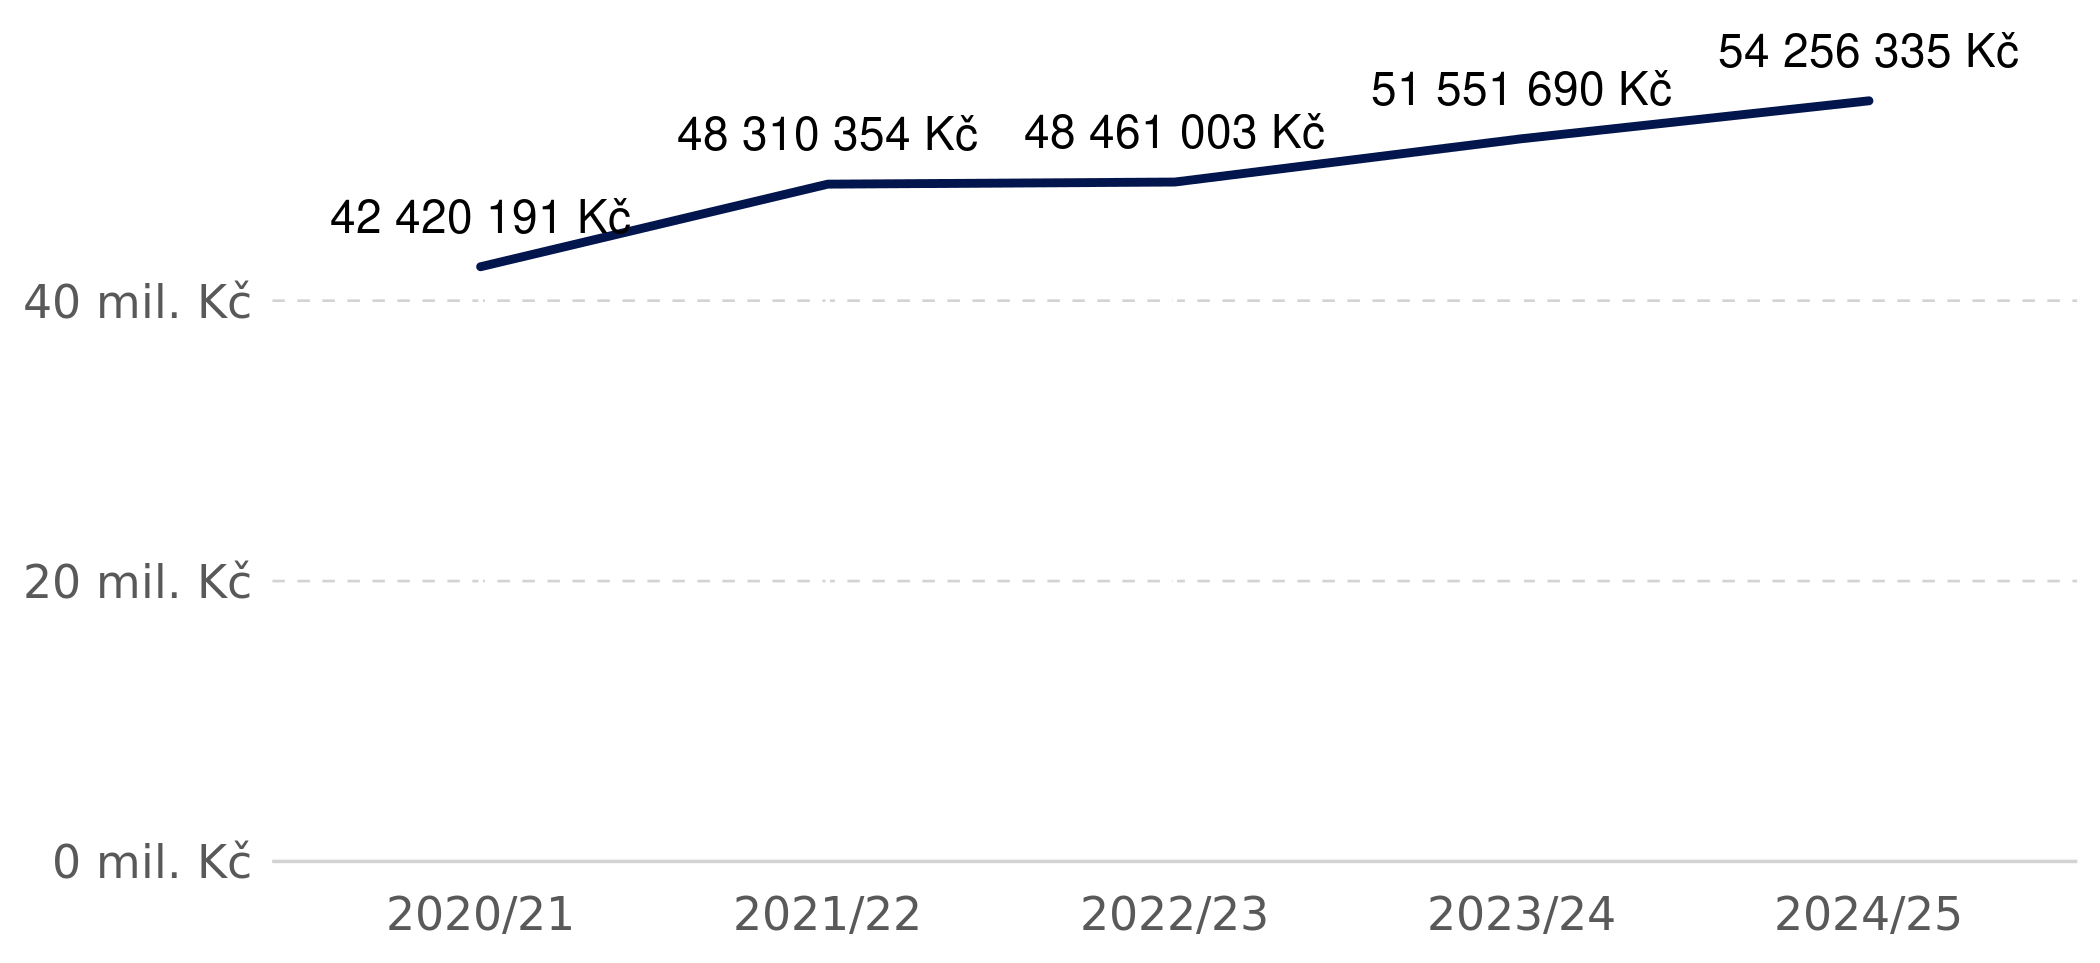 54 256 335 Kč
51 551 690 Kč
48 310 354 Kč
48 461 003 Kč
42 420 191 Kč
40 mil. Kč
20 mil. Kč
0 mil. Kč
2020/21 2021/22 2022/23 2023/24 2024/25